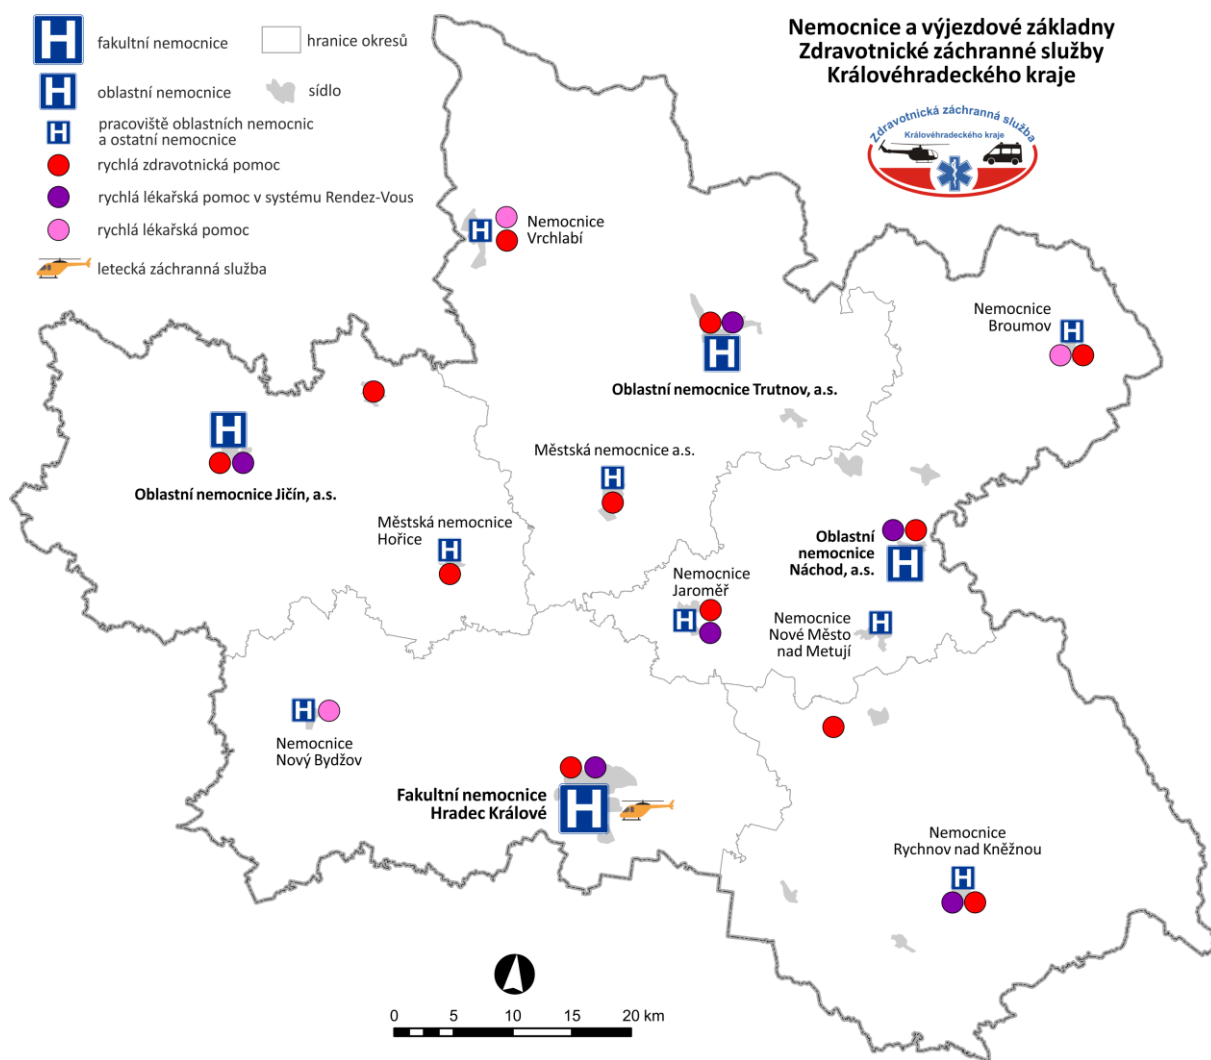 Nemocnice a výjezdové základny
Zdravotnické záchranné služby
Královéhradeckého kraje
Zdravotnická záchranná služba
Královéhradeckého kraje
fakultní nemocnice
hranice okresů
oblastní nemocnice
sídlo
pracoviště oblastních nemocnic
a ostatní nemocnice
rychlá zdravotnická pomoc
rychlá lékařská pomoc v systému Rendez-Vous
rychlá lékařská pomoc
letecká záchranná služba
Nemocnice
Vrchlabí
Nemocnice
Broumov
Oblastní nemocnice Trutnov, a.s.
Městská nemocnice a.s.
Oblastní nemocnice Jičín, a.s.
Městská nemocnice
Hořice
Oblastní
nemocnice
Náchod, a.s.
Nemocnice
Jaroměř
Nemocnice
Nové Město
nad Metují
Nemocnice
Nový Bydžov
Fakultní nemocnice
Hradec Králové
Nemocnice
Rychnov nad Kněžnou
0 5 10 15 20 km